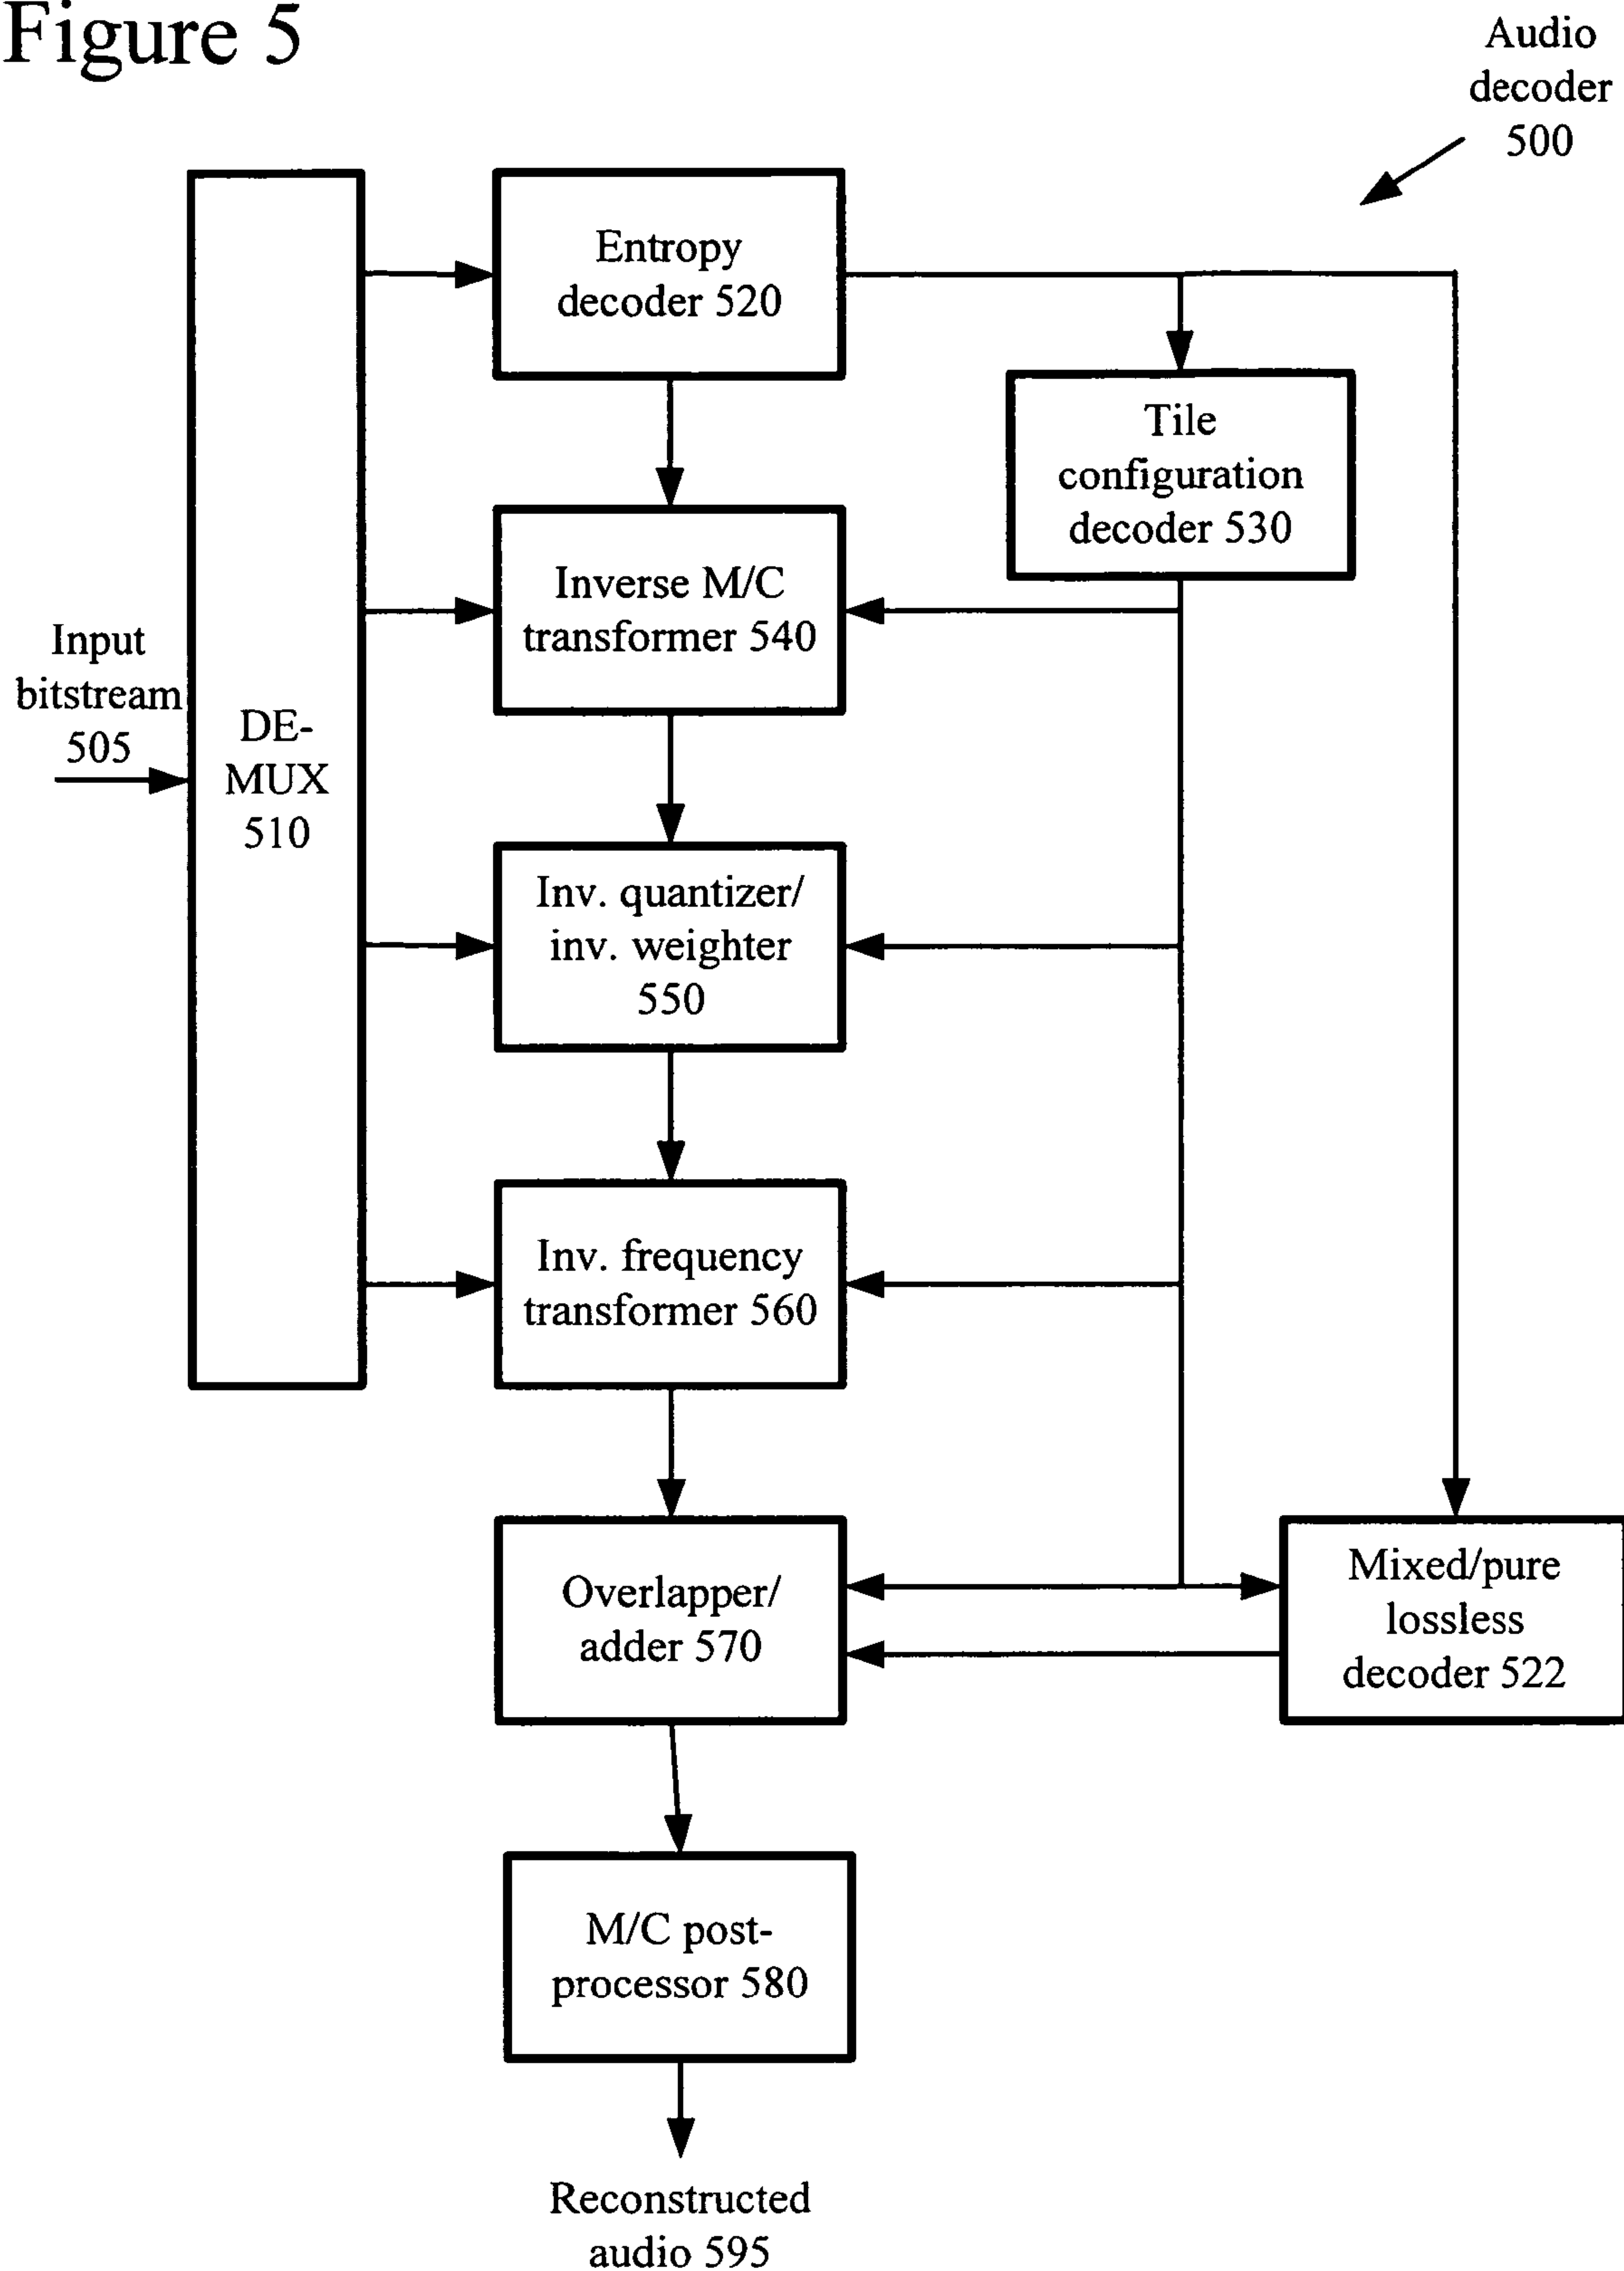 Figure 5
Audio
decoder
500
Entropy
decoder 520
Tile
configuration
decoder 530
Inverse M/C
transformer 540
Input
bitstream
505
DE-
MUX
510
Inv. quantizer/
inv. weighter
550
Inv. frequency
transformer 560
Overlapper/
adder 570
Mixed/pure
lossless
decoder 522
M/C post-
processor 580
Reconstructed
audio 595